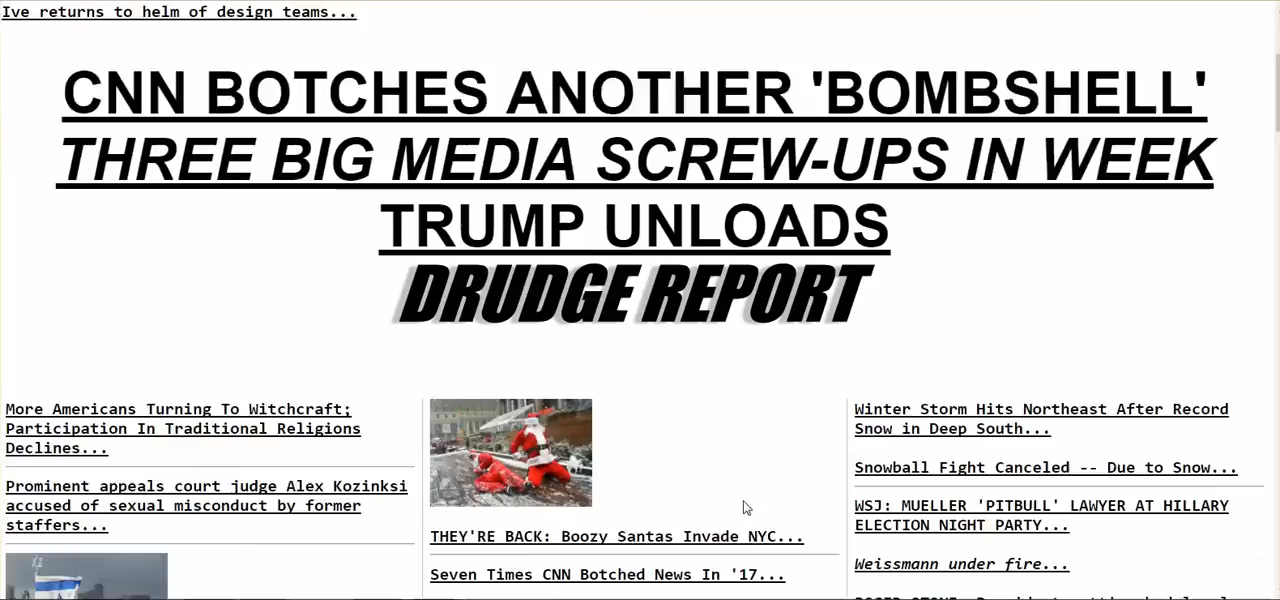 Ive returns to helm of design teams...
CNN BOTCHES ANOTHER 'BOMBSHELL'
THREE BIG MEDIA SCREW-UPS IN WEEK
TRUMP UNLOADS
DRUDGE REPORT
More Americans Turning To Witchcraft;
Participation In Traditional Religions
Declines...
Prominent appeals court judge Alex Kozinksi
accused of sexual misconduct by former
staffers...
THEY'RE BACK: Boozy Santas Invade NYC...
Seven Times CNN Botched News In '17...
Winter Storm Hits Northeast After Record
Snow in Deep South...
Snowball Fight Canceled -- Due to Snow...
WSJ: MUELLER 'PITBULL' LAWYER AT HILLARY
ELECTION NIGHT PARTY...
Weissmann under fire...